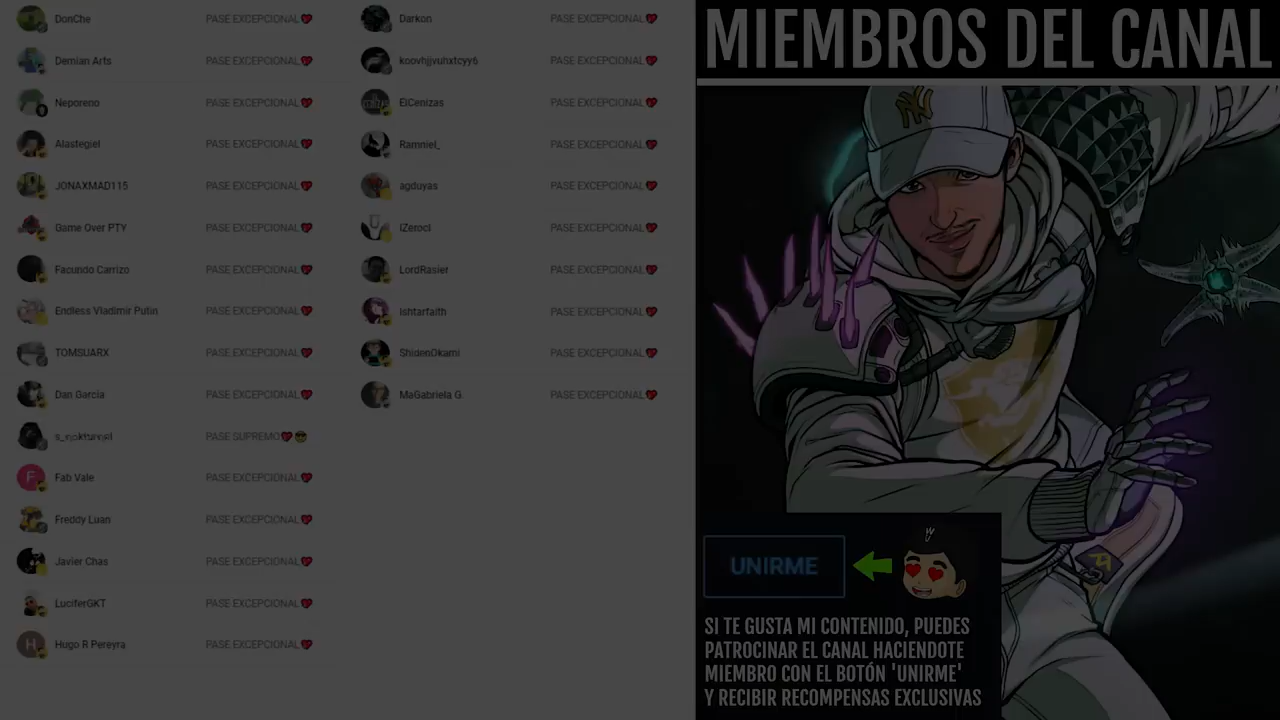 DonChe PASE EXCEPCIONAL
Demian Arts PASE EXCEPCIONAL
Neporeno PASE EXCEPCIONAL
Alastegiel PASE EXCEPCIONAL
JONAXMAD115 PASE EXCEPCIONAL
Game Over PTY PASE EXCEPCIONAL
Facundo Carrizo PASE EXCEPCIONAL
Endless Vladimir Putin PASE EXCEPCIONAL
TOMSUARX PASE EXCEPCIONAL
Dan Garcia PASE EXCEPCIONAL
PASE SUPREMO
Fab Vale PASE EXCEPCIONAL
Freddy Luan PASE EXCEPCIONAL
Javier Chas PASE EXCEPCIONAL
LuciferGKT PASE EXCEPCIONAL
Hugo R Pereyra PASE EXCEPCIONAL
Darkon PASE EXCEPCIONAL
koovhjjvuhxtcyy6 PASE EXCEPCIONAL
ElCenizas PASE EXCEPCIONAL
Ramniel_ PASE EXCEPCIONAL
agduyas PASE EXCEPCIONAL
PASE EXCEPCIONAL
LordRasier PASE EXCEPCIONAL
Ishtarfaith PASE EXCEPCIONAL
ShidenOkami PASE EXCEPCIONAL
MaGabriela G. PASE EXCEPCIONAL
MIEMBROS DEL CANAL
UNIRME
SI TE GUSTA MI CONTENIDO, PUEDES
PATROCINAR EL CANAL HACIENDOTE
MIEMBRO CON EL BOTÓN 'UNIRME'
Y RECIBIR RECOMPENSAS EXCLUSIVAS